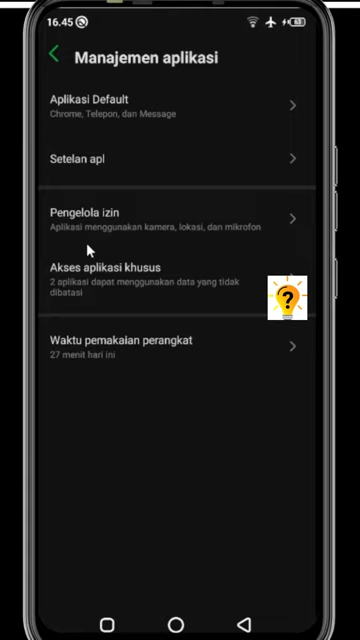 16.45
63
Manajemen aplikasi
Aplikasi Default
Chrome, Telepon, dan Message
Setelan apl
Pengelola izin
Aplikasi menggunakan kamera, lokasi, dan mikrofon
Akses aplikasi khusus
2 aplikasi dapat menggunakan data yang tidak
dibatasi
?
Waktu pemakaian perangkat
27 menit hari ini